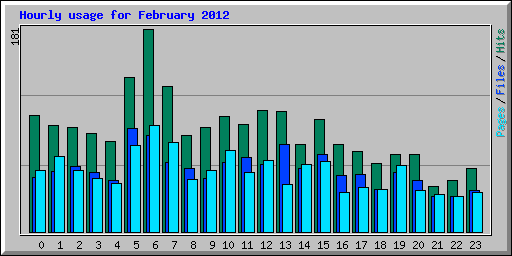 Hourly usage for February 2012
181
Pages / Files / Hits
0 1 2 3 4 5 6 7 8 9 10 11 12 13 14 15 16 17 18 19 20 21 22 23